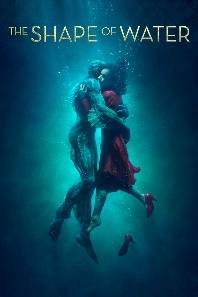 THE SHAPE OF WATER